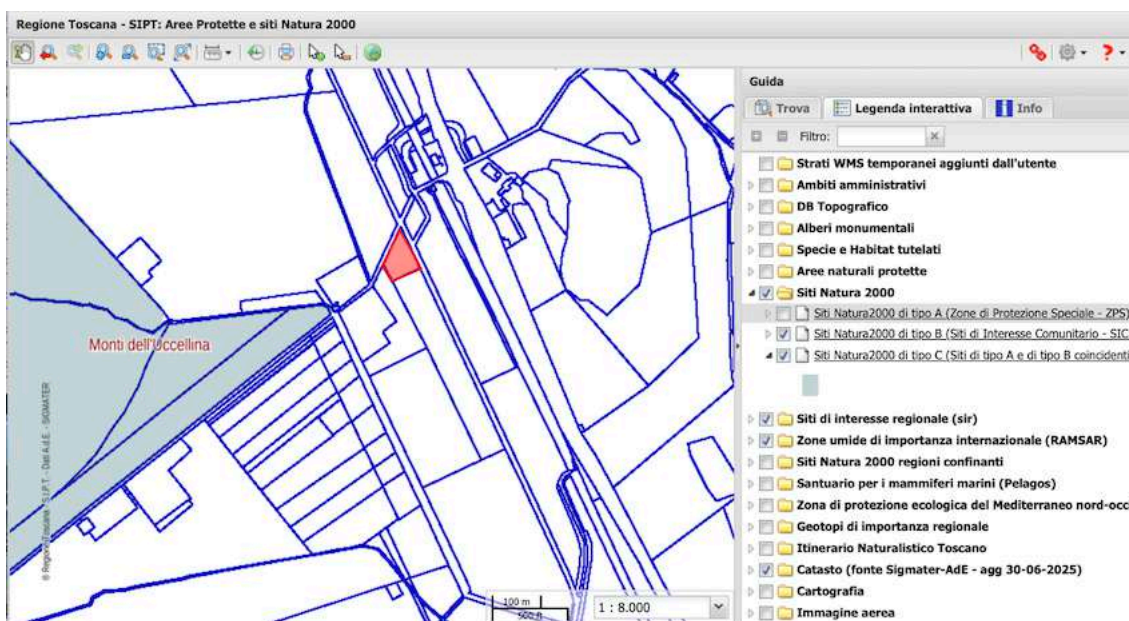 Regione Toscana - SIPT: Aree Protette e siti Natura 2000
Guida
Trova
Legenda interattiva
Info
Filtro:
Strati WMS temporanei aggiunti dall'utente
Ambiti amministrativi
DB Topografico
Alberi monumentali
Specie e Habitat tutelati
Aree naturali protette
Siti Natura 2000
Siti Natura2000 di tipo A (Zone di Protezione Speciale - ZPS)
Siti Natura2000 di tipo B (Siti di Interesse Comunitario - SIC
Siti Natura2000 di tipo C (Siti di tipo A e di tipo B coincidenti
Siti di interesse regionale (sir)
Zone umide di importanza internazionale (RAMSAR)
Siti Natura 2000 regioni confinanti
Santuario per i mammiferi marini (Pelagos)
Zona di protezione ecologica del Mediterraneo nord-occ
Geotopi di importanza regionale
Itinerario Naturalistico Toscano
Catasto (fonte Sigmater-AdE - agg 30-06-2025)
Cartografia
Immagine aerea
Monti dell'Uccellina
© Regione Toscana - S.I.P.T. - Dati A.d.E. - SIGMATER
100 m
500 ft
1 : 8.000